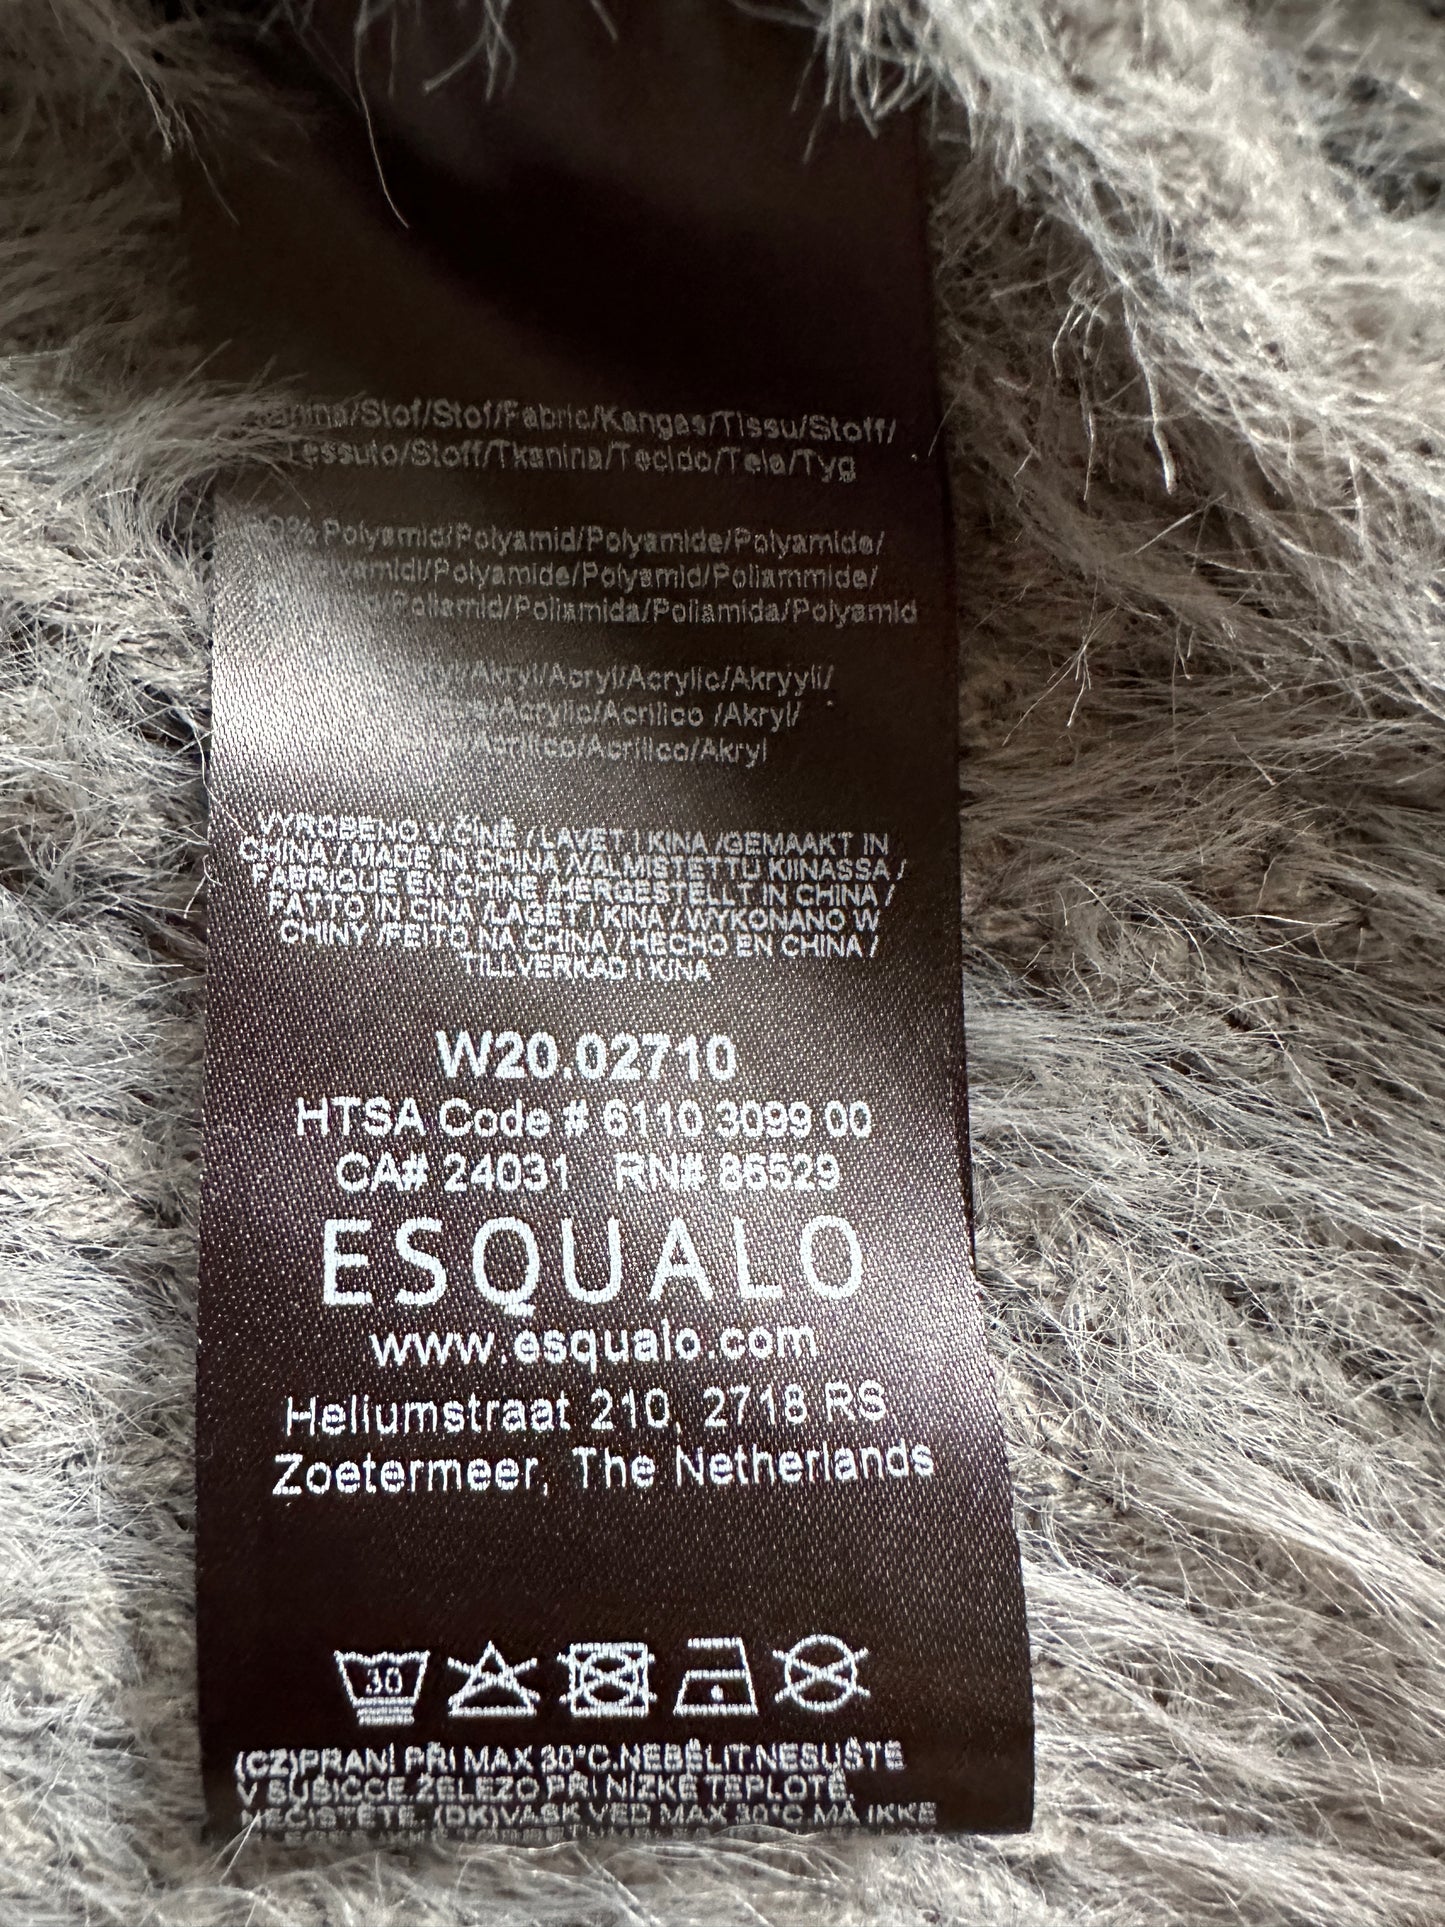 /Stof/Stof/Fabric/Kangas/Tissu/Stoff/
Tessuto/Stoff/Tkanina/Tecido/Tela/Tyg
Polyamid/Polyamid/Polyamide/Polyamide/
Polyamidi/Polyamide/Polyamid/Poliammide/
/Poliamid/Poliamida/Poliamida/Polyamid
/Akryl/Acryl/Acrylic/Akryyli/
/Acrylic/Acrilico /Akryl/
/Acrilico/Acrilico/Akryl
VYROBENO V ČÍNĚ / LAVET I KINA /GEMAAKT IN
CHINA / MADE IN CHINA /VALMISTETTU KIINASSA /
FABRIQUE EN CHINE /HERGESTELLT IN CHINA /
FATTO IN CINA /LAGET I KINA / WYKONANO W
CHINY /FEITO NA CHINA / HECHO EN CHINA /
TILLVERKAD I KINA
W20.02710
HTSA Code # 6110 3099 00
CA# 24031 RN# 86529
ESQUALO
www.esqualo.com
Heliumstraat 210, 2718 RS
Zoetermeer, The Netherlands
30
(CZ)PRANÍ PŘI MAX 30°C.NEBĚLIT.NESUŠTE
V SUŠIČCE.ŽELEZO PŘI NÍZKÉ TEPLOTĚ.
NEČISTĚTE. (DK)VASK VED MAX 30°C.MÅ IKKE